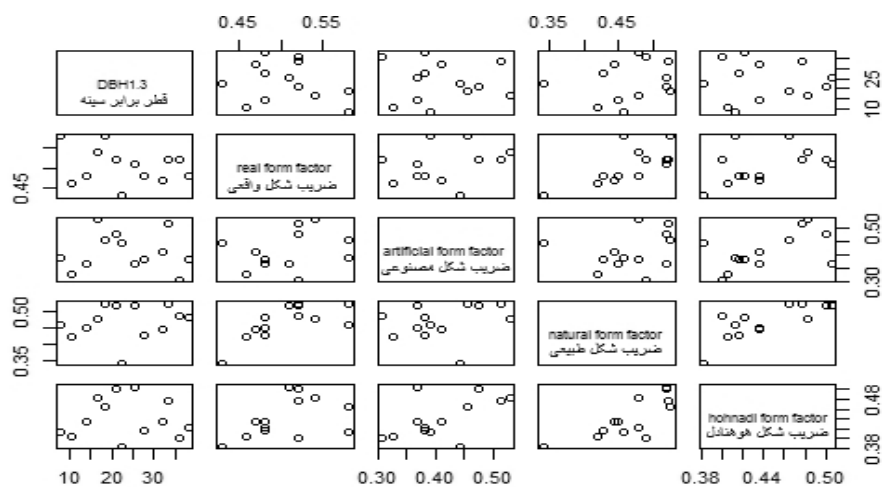 0.45 0.55 0.35 0.45
DBH1.3
قطر برابر سینه
10 25
0.45
real form factor
ضریب شکل واقعی
artificial form factor
ضریب شکل مصنوعی
0.30 0.50
0.35 0.50
natural form factor
ضریب شکل طبیعی
hohnadl form factor
ضریب شکل هوهنادل
0.38 0.48
10 20 30 0.30 0.40 0.50 0.38 0.44 0.50